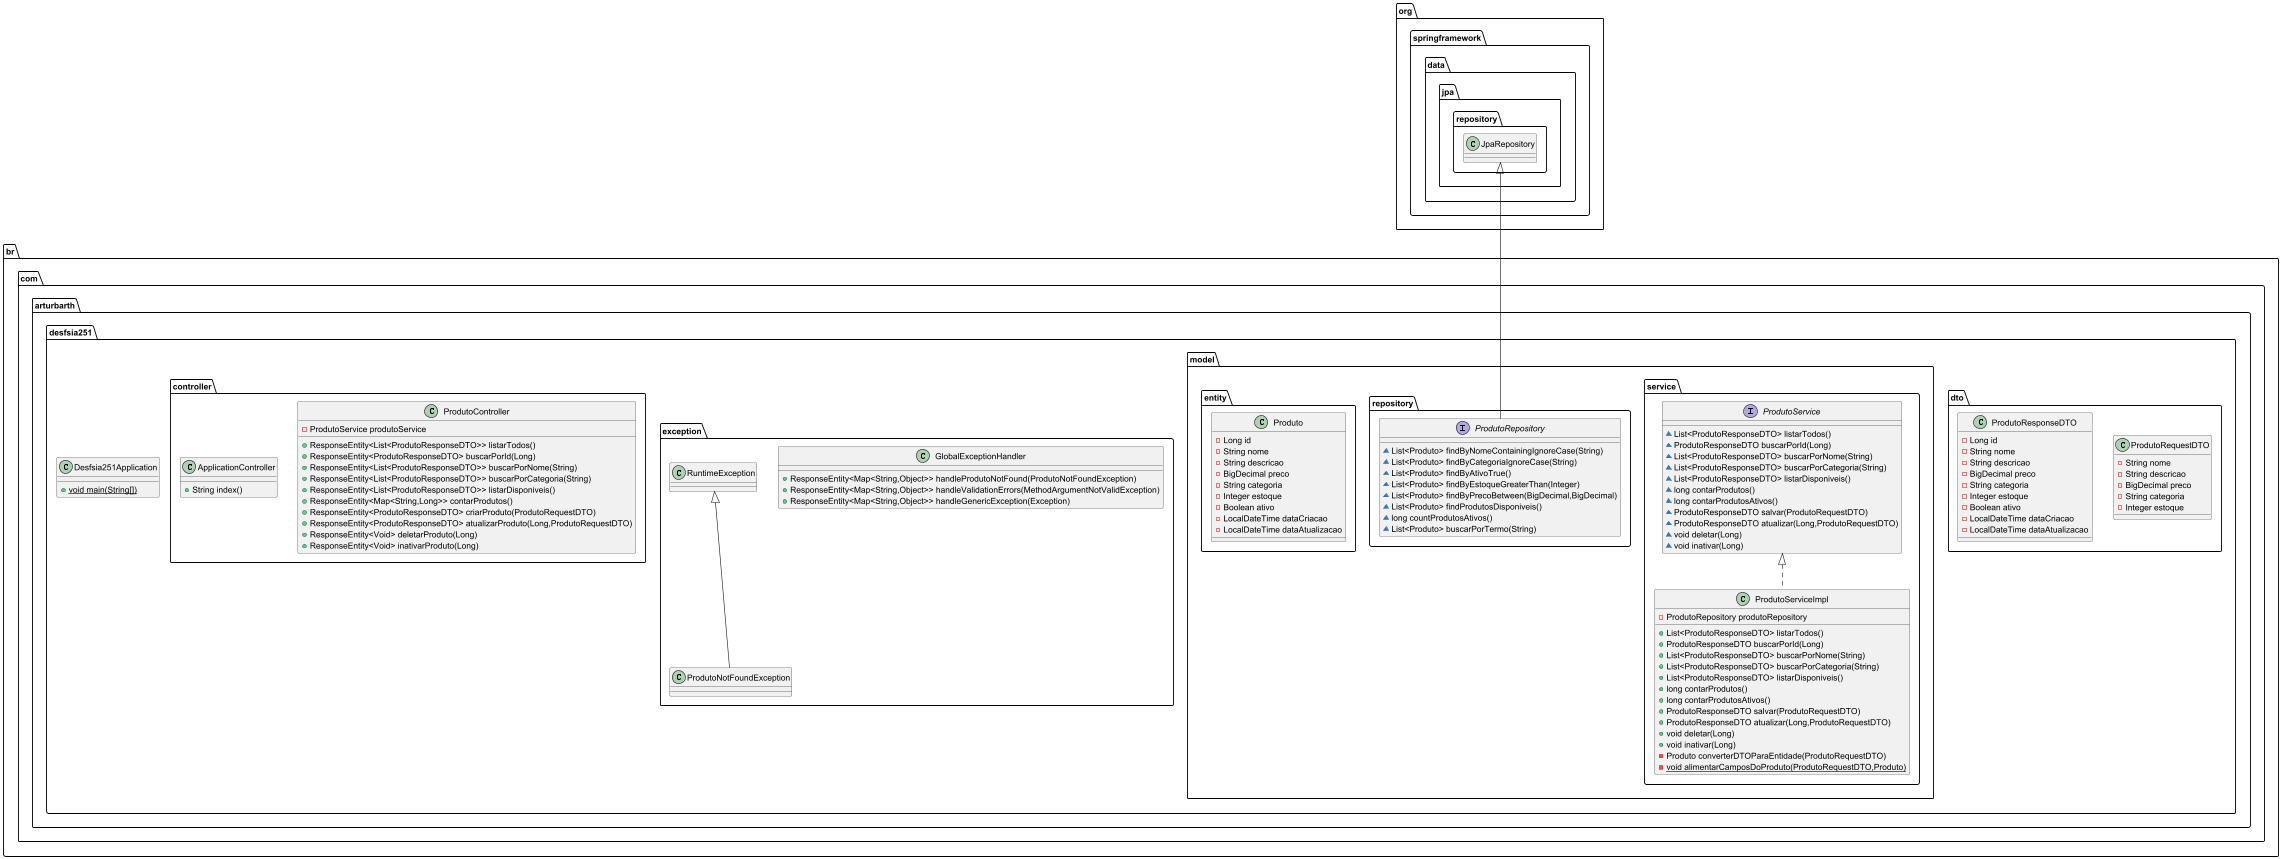 org
springframework
data
jpa
repository
C JpaRepository
br
com
arturbarth
desfsia251
C Desfsia251Application
void main(String[])
controller
C ApplicationController
String index()
C ProdutoController
ProdutoService produtoService
ResponseEntity<List<ProdutoResponseDTO>> listarTodos()
ResponseEntity<ProdutoResponseDTO> buscarPorId(Long)
ResponseEntity<List<ProdutoResponseDTO>> buscarPorNome(String)
ResponseEntity<List<ProdutoResponseDTO>> buscarPorCategoria(String)
ResponseEntity<List<ProdutoResponseDTO>> listarDisponiveis()
ResponseEntity<Map<String,Long>> contarProdutos()
ResponseEntity<ProdutoResponseDTO> criarProduto(ProdutoRequestDTO)
ResponseEntity<ProdutoResponseDTO> atualizarProduto(Long,ProdutoRequestDTO)
ResponseEntity<Void> deletarProduto(Long)
ResponseEntity<Void> inativarProduto(Long)
exception
C RuntimeException
C GlobalExceptionHandler
ResponseEntity<Map<String,Object>> handleProdutoNotFound(ProdutoNotFoundException)
ResponseEntity<Map<String,Object>> handleValidationErrors(MethodArgumentNotValidException)
ResponseEntity<Map<String,Object>> handleGenericException(Exception)
C ProdutoNotFoundException
model
entity
C Produto
Long id
String nome
String descricao
BigDecimal preco
String categoria
Integer estoque
Boolean ativo
LocalDateTime dataCriacao
LocalDateTime dataAtualizacao
repository
I ProdutoRepository
List<Produto> findByNomeContainingIgnoreCase(String)
List<Produto> findByCategoriaIgnoreCase(String)
List<Produto> findByAtivoTrue()
List<Produto> findByEstoqueGreaterThan(Integer)
List<Produto> findByPrecoBetween(BigDecimal,BigDecimal)
List<Produto> findProdutosDisponiveis()
long countProdutosAtivos()
List<Produto> buscarPorTermo(String)
service
I ProdutoService
List<ProdutoResponseDTO> listarTodos()
ProdutoResponseDTO buscarPorId(Long)
List<ProdutoResponseDTO> buscarPorNome(String)
List<ProdutoResponseDTO> buscarPorCategoria(String)
List<ProdutoResponseDTO> listarDisponiveis()
long contarProdutos()
long contarProdutosAtivos()
ProdutoResponseDTO salvar(ProdutoRequestDTO)
ProdutoResponseDTO atualizar(Long,ProdutoRequestDTO)
void deletar(Long)
void inativar(Long)
C ProdutoServiceImpl
ProdutoRepository produtoRepository
List<ProdutoResponseDTO> listarTodos()
ProdutoResponseDTO buscarPorId(Long)
List<ProdutoResponseDTO> buscarPorNome(String)
List<ProdutoResponseDTO> buscarPorCategoria(String)
List<ProdutoResponseDTO> listarDisponiveis()
long contarProdutos()
long contarProdutosAtivos()
ProdutoResponseDTO salvar(ProdutoRequestDTO)
ProdutoResponseDTO atualizar(Long,ProdutoRequestDTO)
void deletar(Long)
void inativar(Long)
Produto converterDTOParaEntidade(ProdutoRequestDTO)
void alimentarCamposDoProduto(ProdutoRequestDTO,Produto)
dto
C ProdutoResponseDTO
Long id
String nome
String descricao
BigDecimal preco
String categoria
Integer estoque
Boolean ativo
LocalDateTime dataCriacao
LocalDateTime dataAtualizacao
C ProdutoRequestDTO
String nome
String descricao
BigDecimal preco
String categoria
Integer estoque